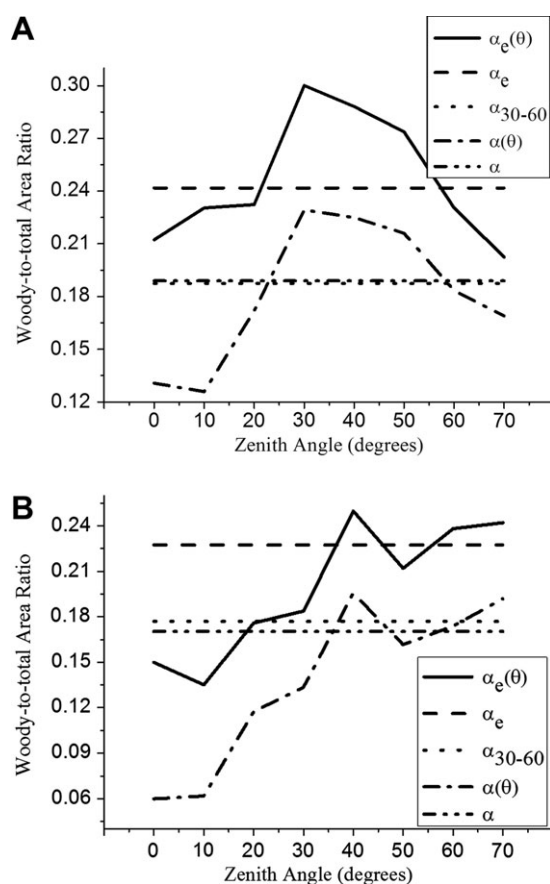 A
αe(θ)
αe
α30-60
α(θ)
α
Woody-to-total Area Ratio
0.30
0.27
0.24
0.21
0.18
0.15
0.12
0 10 20 30 40 50 60 70
Zenith Angle (degrees)
B
Woody-to-total Area Ratio
0.24
0.21
0.18
0.15
0.12
0.09
0.06
αe(θ)
αe
α30-60
α(θ)
α
0 10 20 30 40 50 60 70
Zenith Angle (degrees)